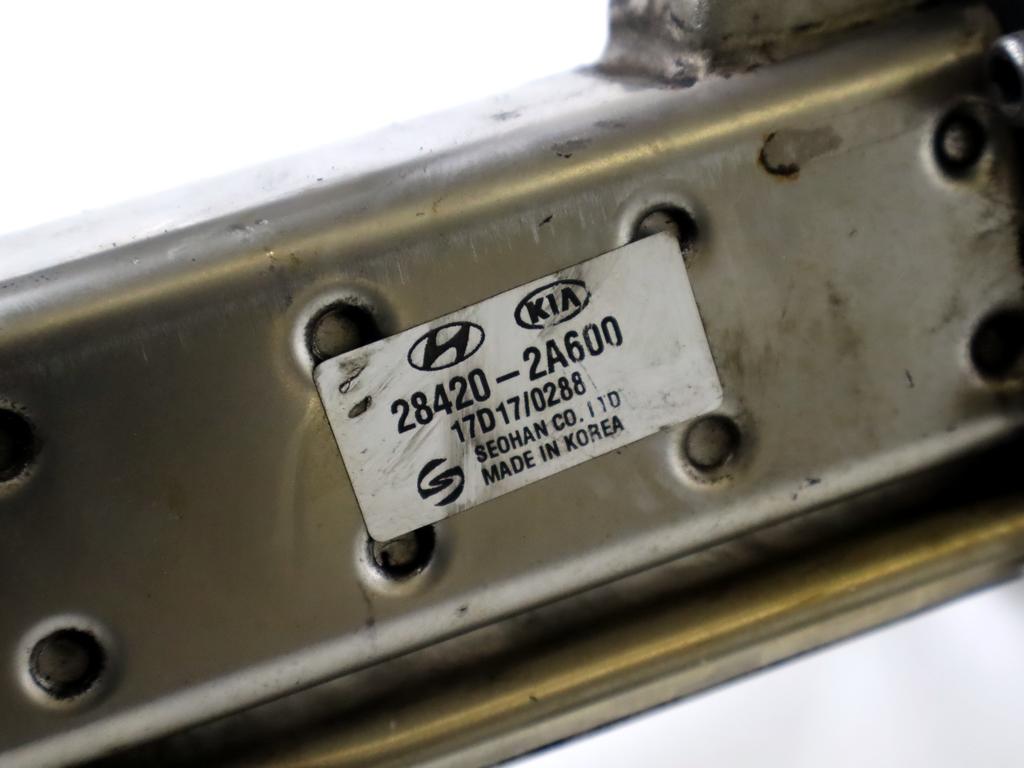 KIA
28420-2A600
17D17/0288
SEOHAN CO. LTD
MADE IN KOREA